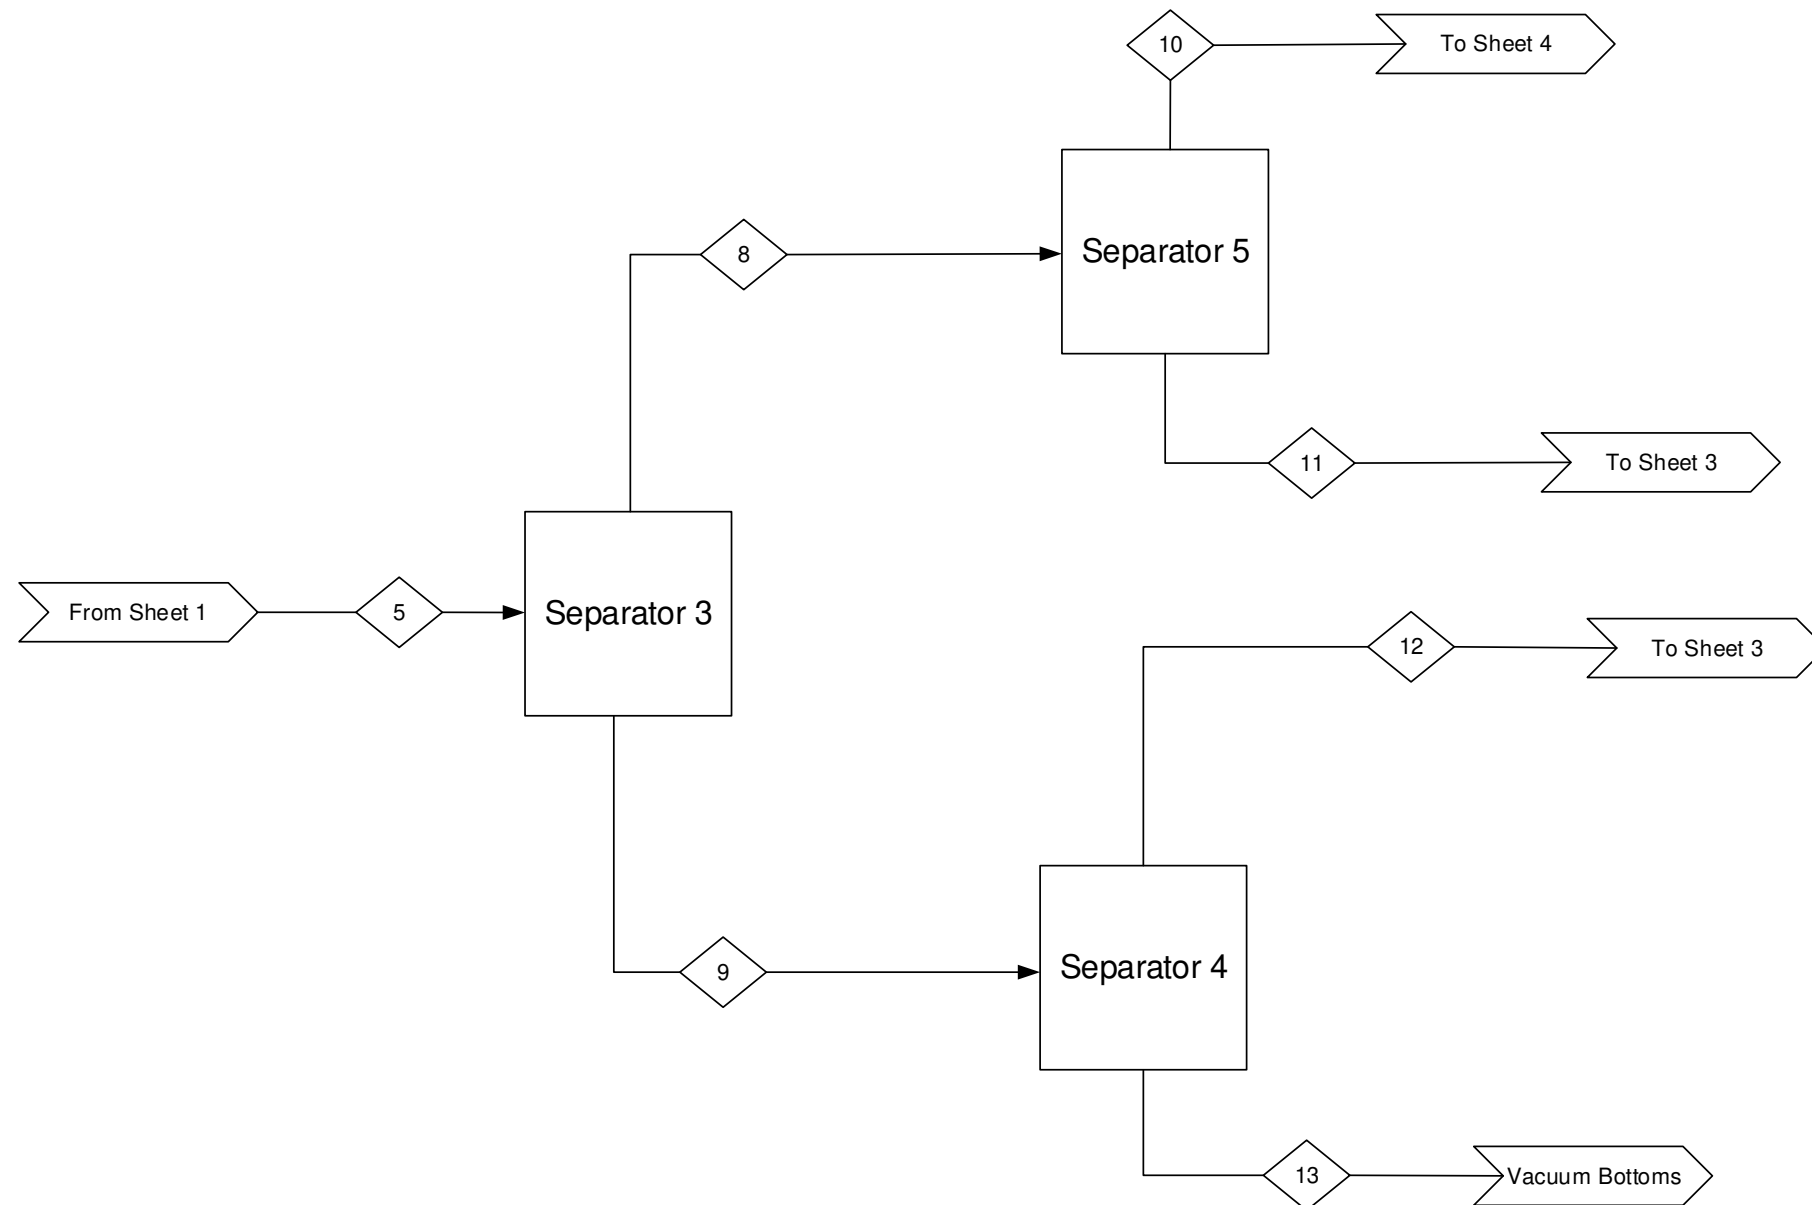 10
To Sheet 4
8
Separator 5
11
To Sheet 3
From Sheet 1
5
Separator 3
12
To Sheet 3
9
Separator 4
13
Vacuum Bottoms